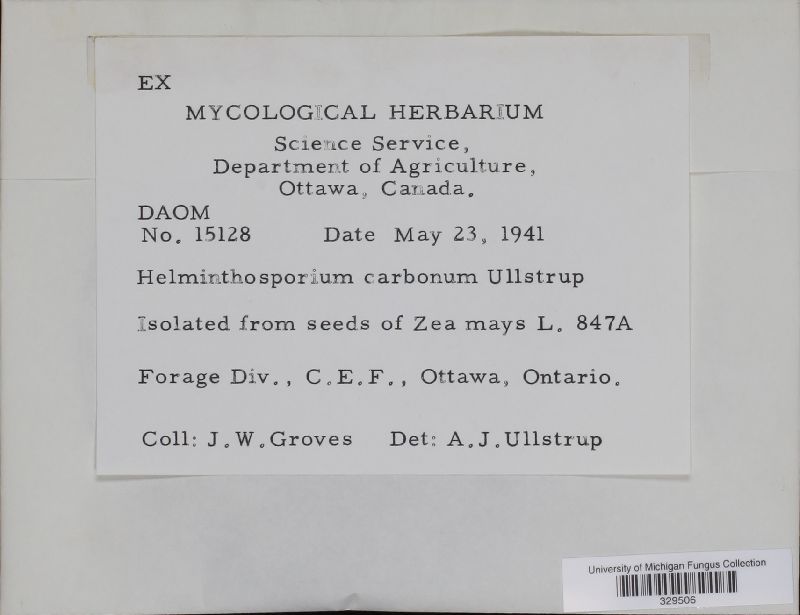 EX
MYCOLOGICAL HERBARIUM
Science Service,
Department of Agriculture,
Ottawa, Canada.
DAOM
No. 15128 Date May 23, 1941
Helminthosporium carbonum Ullstrup
Isolated from seeds of Zea mays L. 847A
Forage Div., C.E.F., Ottawa, Ontario.
Coll: J.W.Groves Det: A.J.Ullstrup
University of Michigan Fungus Collection
329506